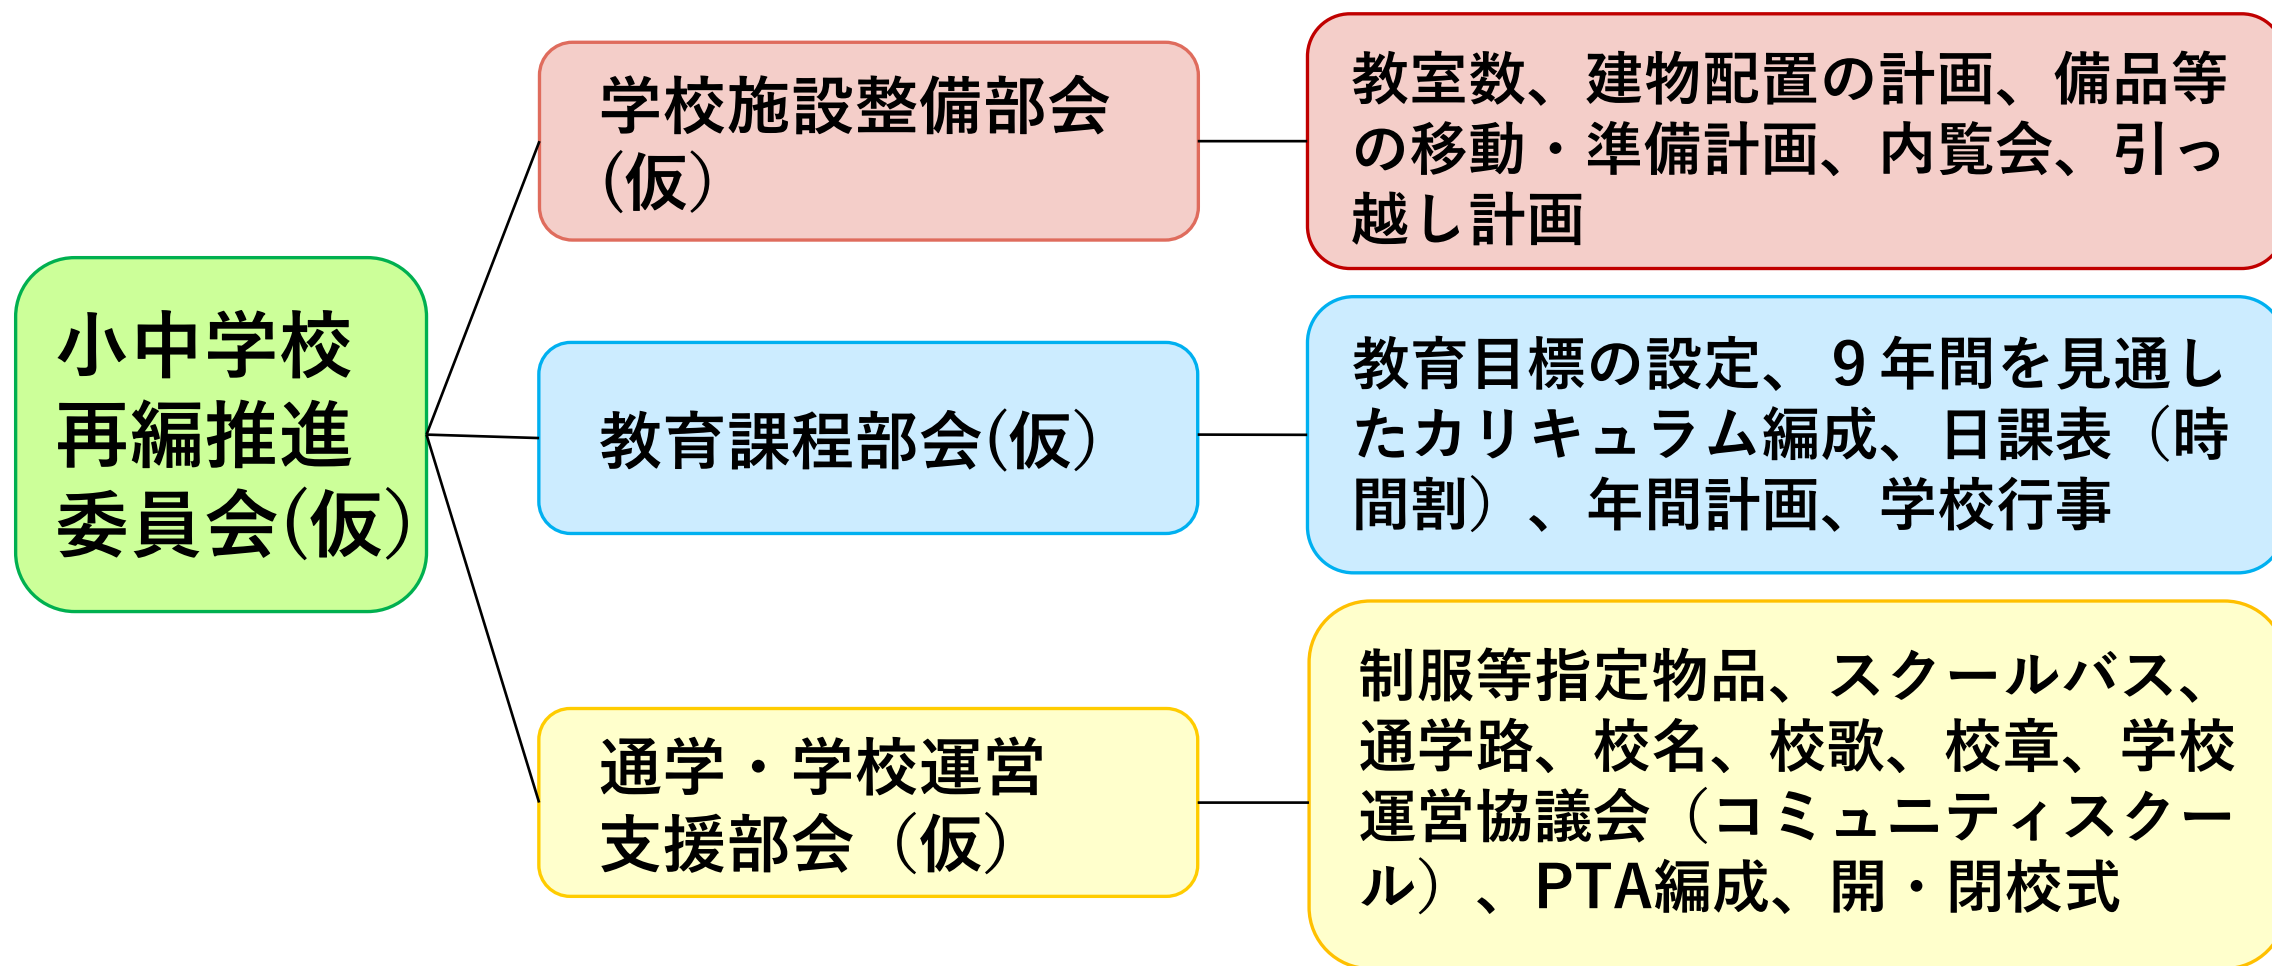 小中学校
再編推進
委員会(仮)
学校施設整備部会
(仮)
教室数、建物配置の計画、備品等
の移動・準備計画、内覧会、引っ
越し計画
教育課程部会(仮)
教育目標の設定、９年間を見通し
たカリキュラム編成、日課表（時
間割）、年間計画、学校行事
通学・学校運営
支援部会（仮）
制服等指定物品、スクールバス、
通学路、校名、校歌、校章、学校
運営協議会（コミュニティスクー
ル）、PTA編成、開・閉校式